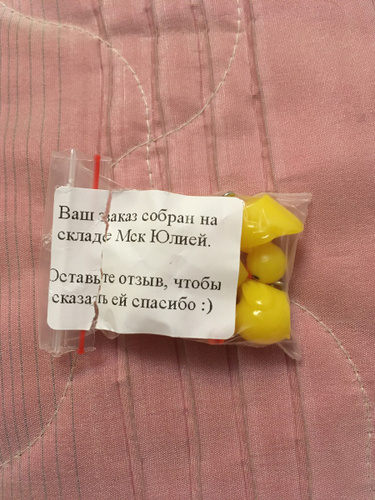 Ваш заказ собран на
складе Мск Юлией.
Оставьте отзыв, чтобы
сказать ей спасибо :)